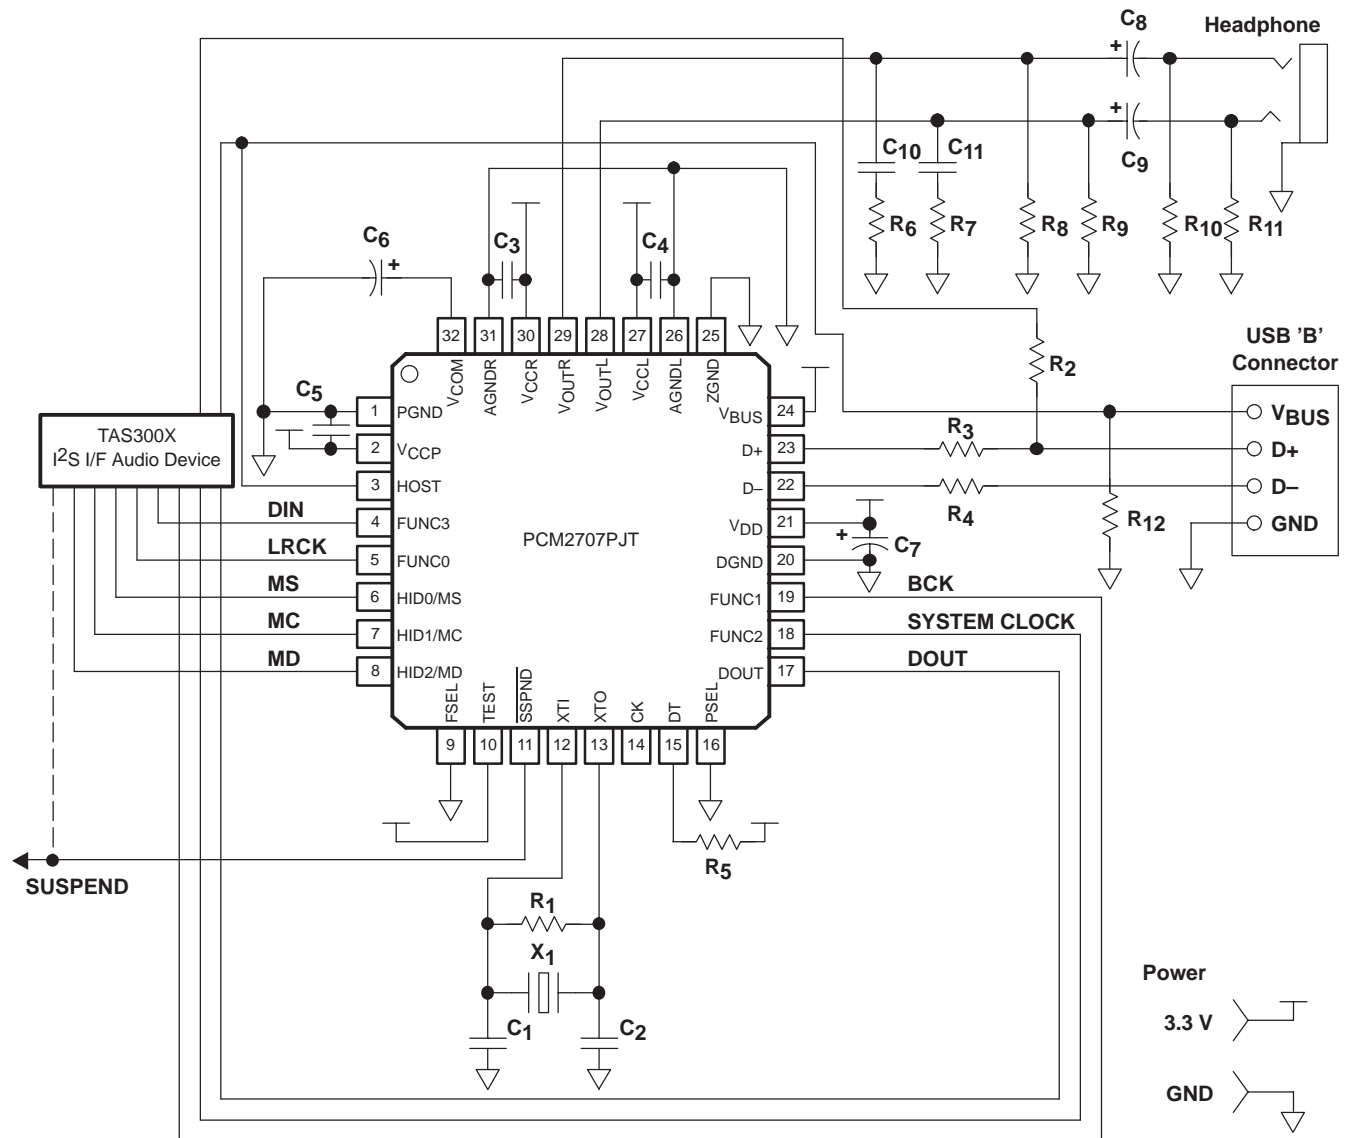 C8
Headphone
C10
C11
C9
R6
R7
R8
R9
R10
R11
C6
C3
C4
32
31
30
29
28
27
26
25
VCOM
AGNDR
VCCR
VOUTR
VOUTL
VCCL
AGNDL
ZGND
USB 'B'
Connector
R2
C5
TAS300X
I2S I/F Audio Device
1
PGND
2
VCCP
3
HOST
DIN
4
FUNC3
LRCK
5
FUNC0
MS
6
HID0/MS
MC
7
HID1/MC
MD
8
HID2/MD
PCM2707PJT
VBUS
24
D+
23
R3
D–
22
R4
VDD
21
+
C7
DGND
20
FUNC1
19
BCK
FUNC2
18
SYSTEM CLOCK
DOUT
17
DOUT
VBUS
D+
D–
GND
R12
FSEL
TEST
SSPND
XTI
XTO
CK
DT
PSEL
9
10
11
12
13
14
15
16
R5
SUSPEND
R1
X1
C1
C2
Power
3.3 V
GND